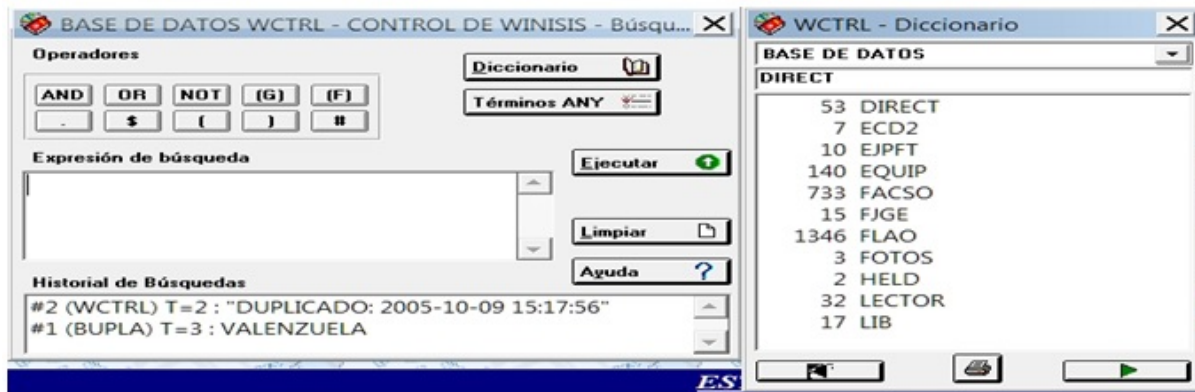 BASE DE DATOS WCTRL - CONTROL DE WINISIS - Búsqu...
Operadores
AND OR NOT (G) (F)
. $ ( ) #
Diccionario
Términos ANY
Expresión de búsqueda
Ejecutar
Limpiar
Ayuda ?
Historial de Búsquedas
#2 (WCTRL) T=2 : "DUPLICADO: 2005-10-09 15:17:56"
#1 (BUPLA) T=3 : VALENZUELA
ES
WCTRL - Diccionario
BASE DE DATOS
DIRECT
53 DIRECT
7 ECD2
10 EJPFT
140 EQUIP
733 FACSO
15 FJGE
1346 FLAO
3 FOTOS
2 HELD
32 LECTOR
17 LIB